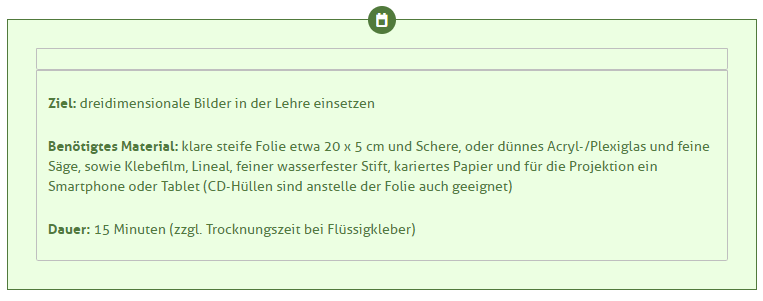 Ziel: dreidimensionale Bilder in der Lehre einsetzen
Benötigtes Material: klare steife Folie etwa 20 x 5 cm und Schere, oder dünnes Acryl-/Plexiglas und feine
Säge, sowie Klebefilm, Lineal, feiner wasserfester Stift, kariertes Papier und für die Projektion ein
Smartphone oder Tablet (CD-Hüllen sind anstelle der Folie auch geeignet)
Dauer: 15 Minuten (zzgl. Trocknungszeit bei Flüssigkleber)